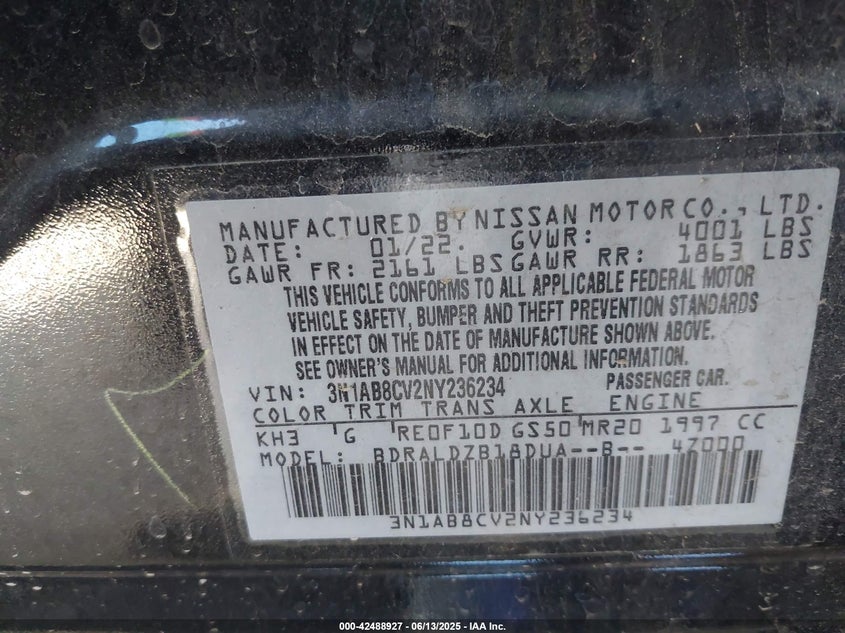 MANUFACTURED BY NISSAN MOTOR CO., LTD.
DATE: 01/22. GVWR: 4001 LBS
GAWR FR: 2161 LBS GAWR RR: 1863 LBS
THIS VEHICLE CONFORMS TO ALL APPLICABLE FEDERAL MOTOR
VEHICLE SAFETY, BUMPER AND THEFT PREVENTION STANDARDS
IN EFFECT ON THE DATE OF MANUFACTURE SHOWN ABOVE.
SEE OWNER'S MANUAL FOR ADDITIONAL INFORMATION.
VIN: 3N1AB8CV2NY236234 PASSENGER CAR.
COLOR TRIM TRANS AXLE ENGINE
KH3 G RE0F10D GS50 MR20 1997 CC
MODEL: BDRALDZB18DUA--B-- 4Z000
3N1AB8CV2NY236234
000-42488927 - 06/13/2025 - IAA Inc.